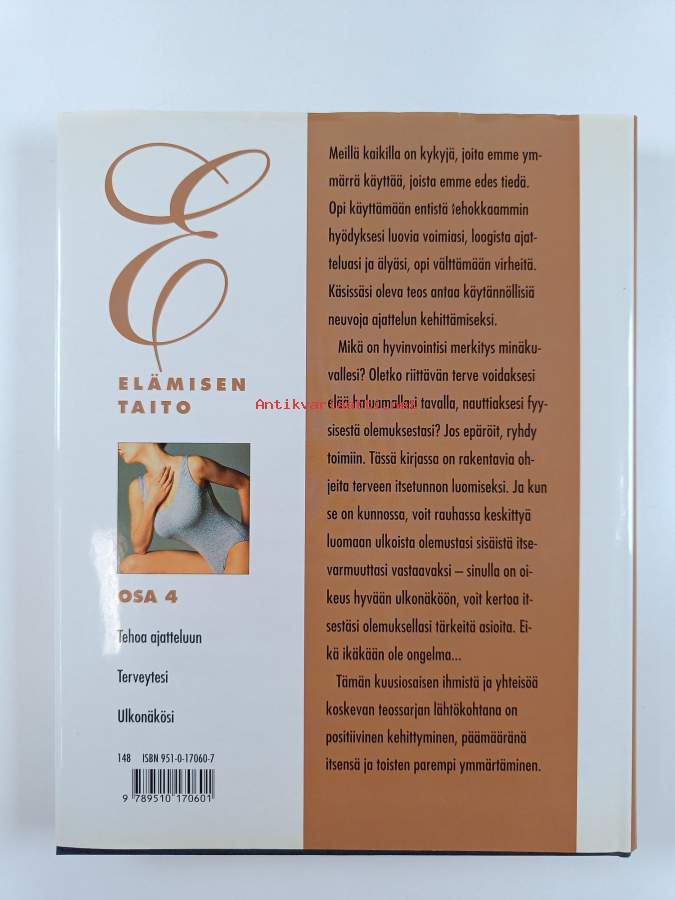 E
ELÄMISEN
TAITO
OSA 4
Tehoa ajatteluun
Terveytesi
Ulkonäkösi
148 ISBN 951-0-17060-7
9 789510 170601
Meillä kaikilla on kykyjä, joita emme ym-
märrä käyttää, joista emme edes tiedä.
Opi käyttämään entistä tehokkaammin
hyödyksesi luovia voimiasi, loogista ajat-
teluasi ja älyäsi, opi välttämään virheitä.
Käsissäsi oleva teos antaa käytännöllisiä
neuvoja ajattelun kehittämiseksi.
Mikä on hyvinvointisi merkitys minäku-
vallesi? Oletko riittävän terve voidaksesi
elää haluamallasi tavalla, nauttiaksesi fyy-
Antikvariaatti.net
sisestä olemuksestasi? Jos epäröit, ryhdy
toimiin. Tässä kirjassa on rakentavia oh-
jeita terveen itsetunnon luomiseksi. Ja kun
se on kunnossa, voit rauhassa keskittyä
luomaan ulkoista olemustasi sisäistä itse-
varmuuttasi vastaavaksi – sinulla on oi-
keus hyvään ulkonäköön, voit kertoa it-
sestäsi olemuksellasi tärkeitä asioita. Ei-
kä ikäkään ole ongelma...
Tämän kuusiosaisen ihmistä ja yhteisöä
koskevan teossarjan lähtökohtana on
positiivinen kehittyminen, päämääränä
itsensä ja toisten parempi ymmärtäminen.